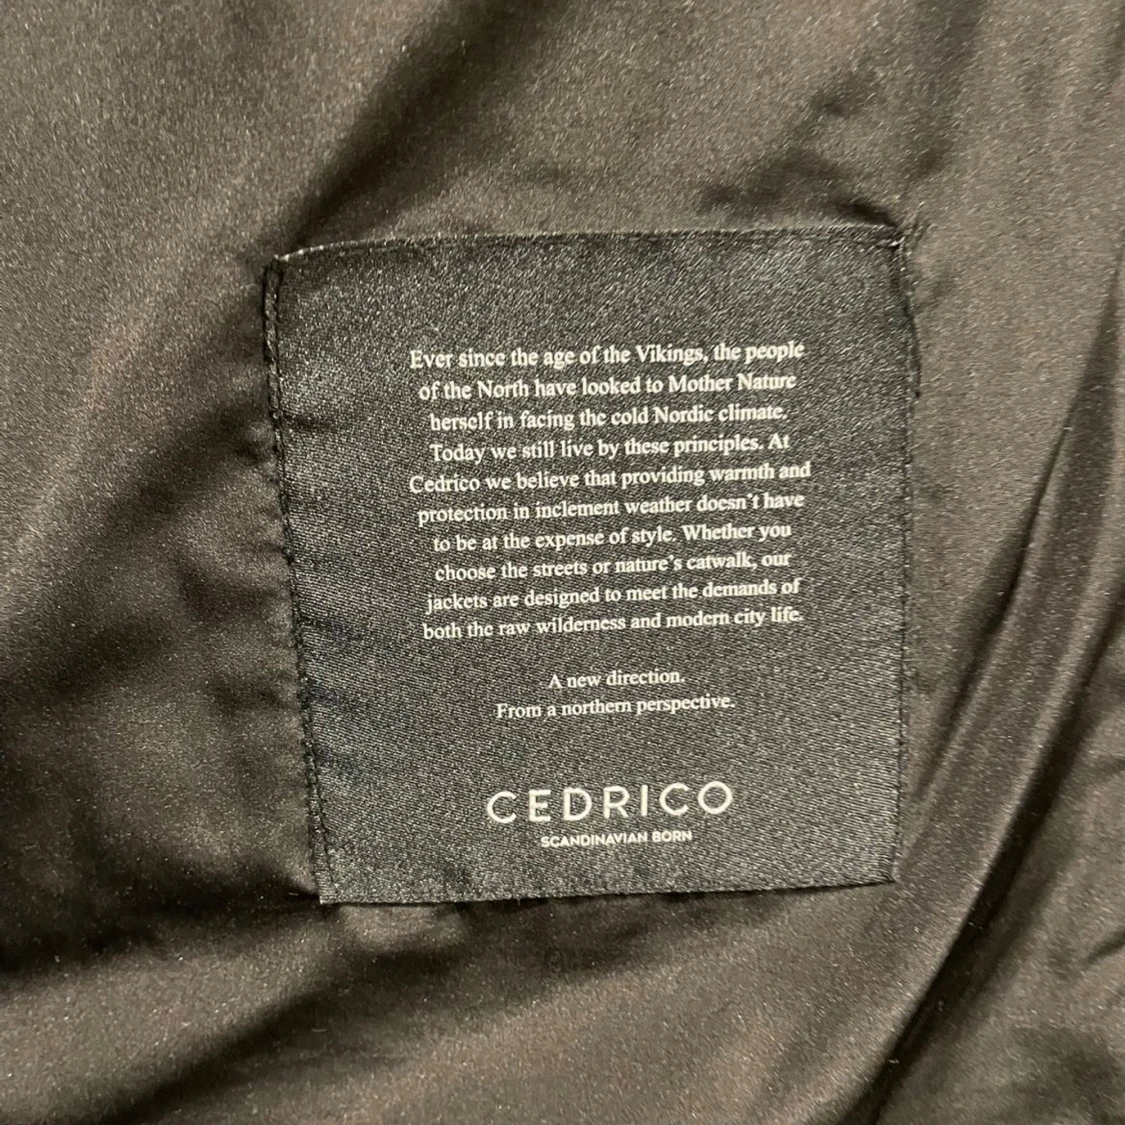 Ever since the age of the Vikings, the people
of the North have looked to Mother Nature
herself in facing the cold Nordic climate.
Today we still live by these principles. At
Cedrico we believe that providing warmth and
protection in inclement weather doesn't have
to be at the expense of style. Whether you
choose the streets or nature's catwalk, our
jackets are designed to meet the demands of
both the raw wilderness and modern city life.
A new direction.
From a northern perspective.
CEDRICO
SCANDINAVIAN BORN